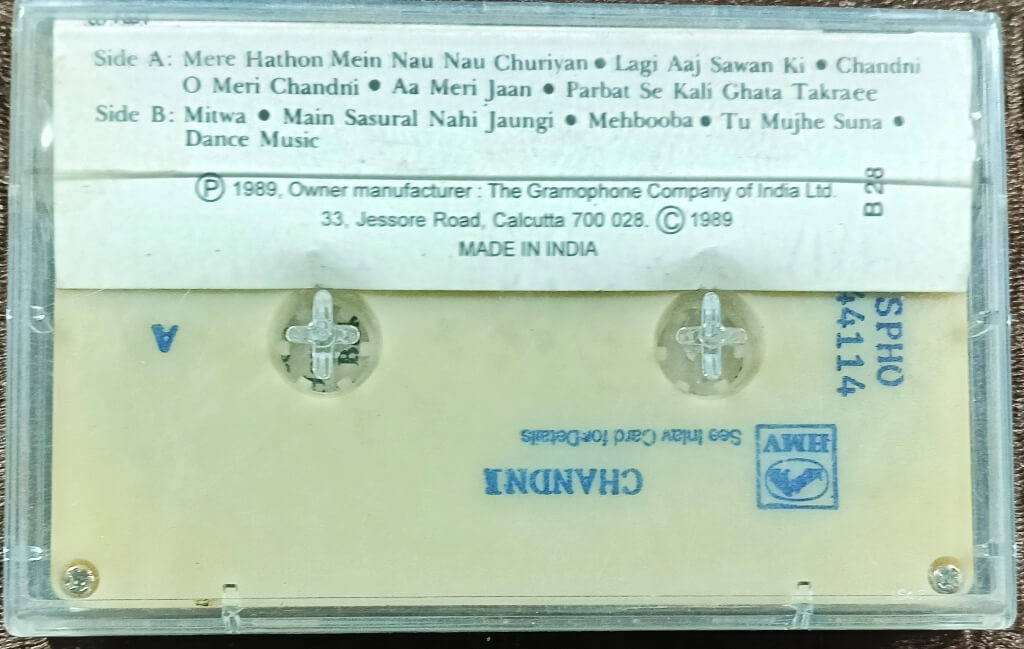 Side A: Mere Hathon Mein Nau Nau Churiyan • Lagi Aaj Sawan Ki • Chandni
O Meri Chandni • Aa Meri Jaan • Parbat Se Kali Ghata Takraee
Side B: Mitwa • Main Sasural Nahi Jaungi • Mehbooba • Tu Mujhe Suna •
Dance Music
Ⓟ 1989, Owner manufacturer : The Gramophone Company of India Ltd.
33, Jessore Road, Calcutta 700 028. Ⓒ 1989
MADE IN INDIA
B 28
A
SPHO
44114
HMV
See Inlay Card for Details
CHANDNI